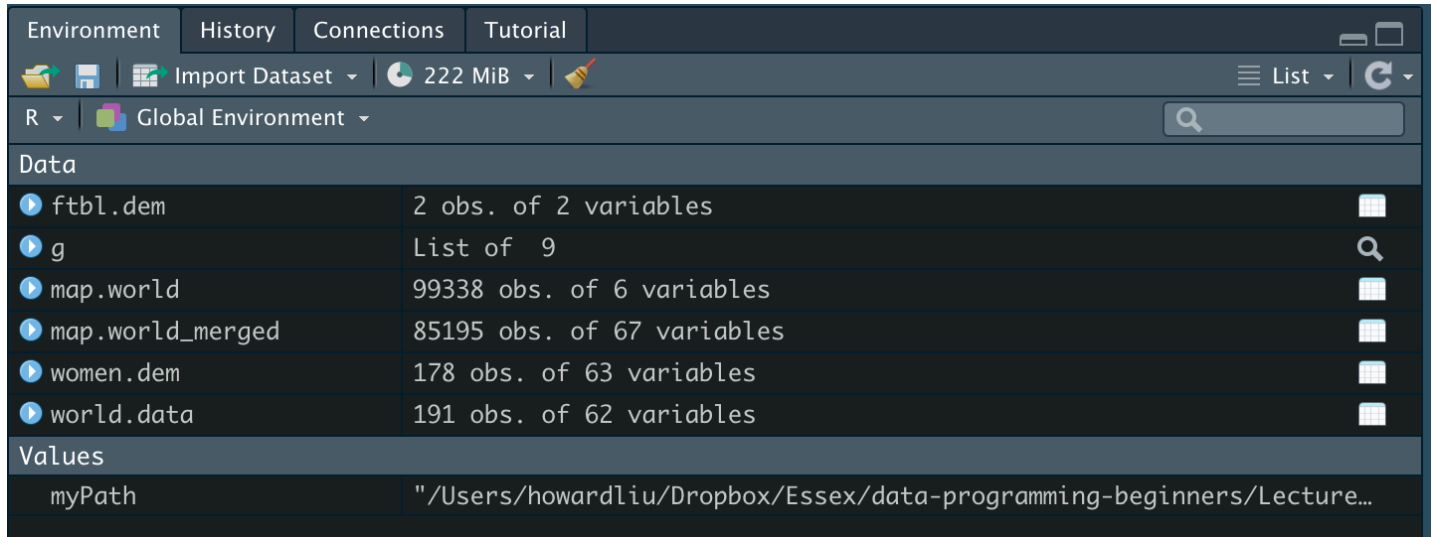 Environment History Connections Tutorial
Import Dataset 222 MiB List
R Global Environment
Data
ftbl.dem 2 obs. of 2 variables
g List of 9
map.world 99338 obs. of 6 variables
map.world_merged 85195 obs. of 67 variables
women.dem 178 obs. of 63 variables
world.data 191 obs. of 62 variables
Values
myPath "/Users/howardliu/Dropbox/Essex/data-programming-beginners/Lecture…